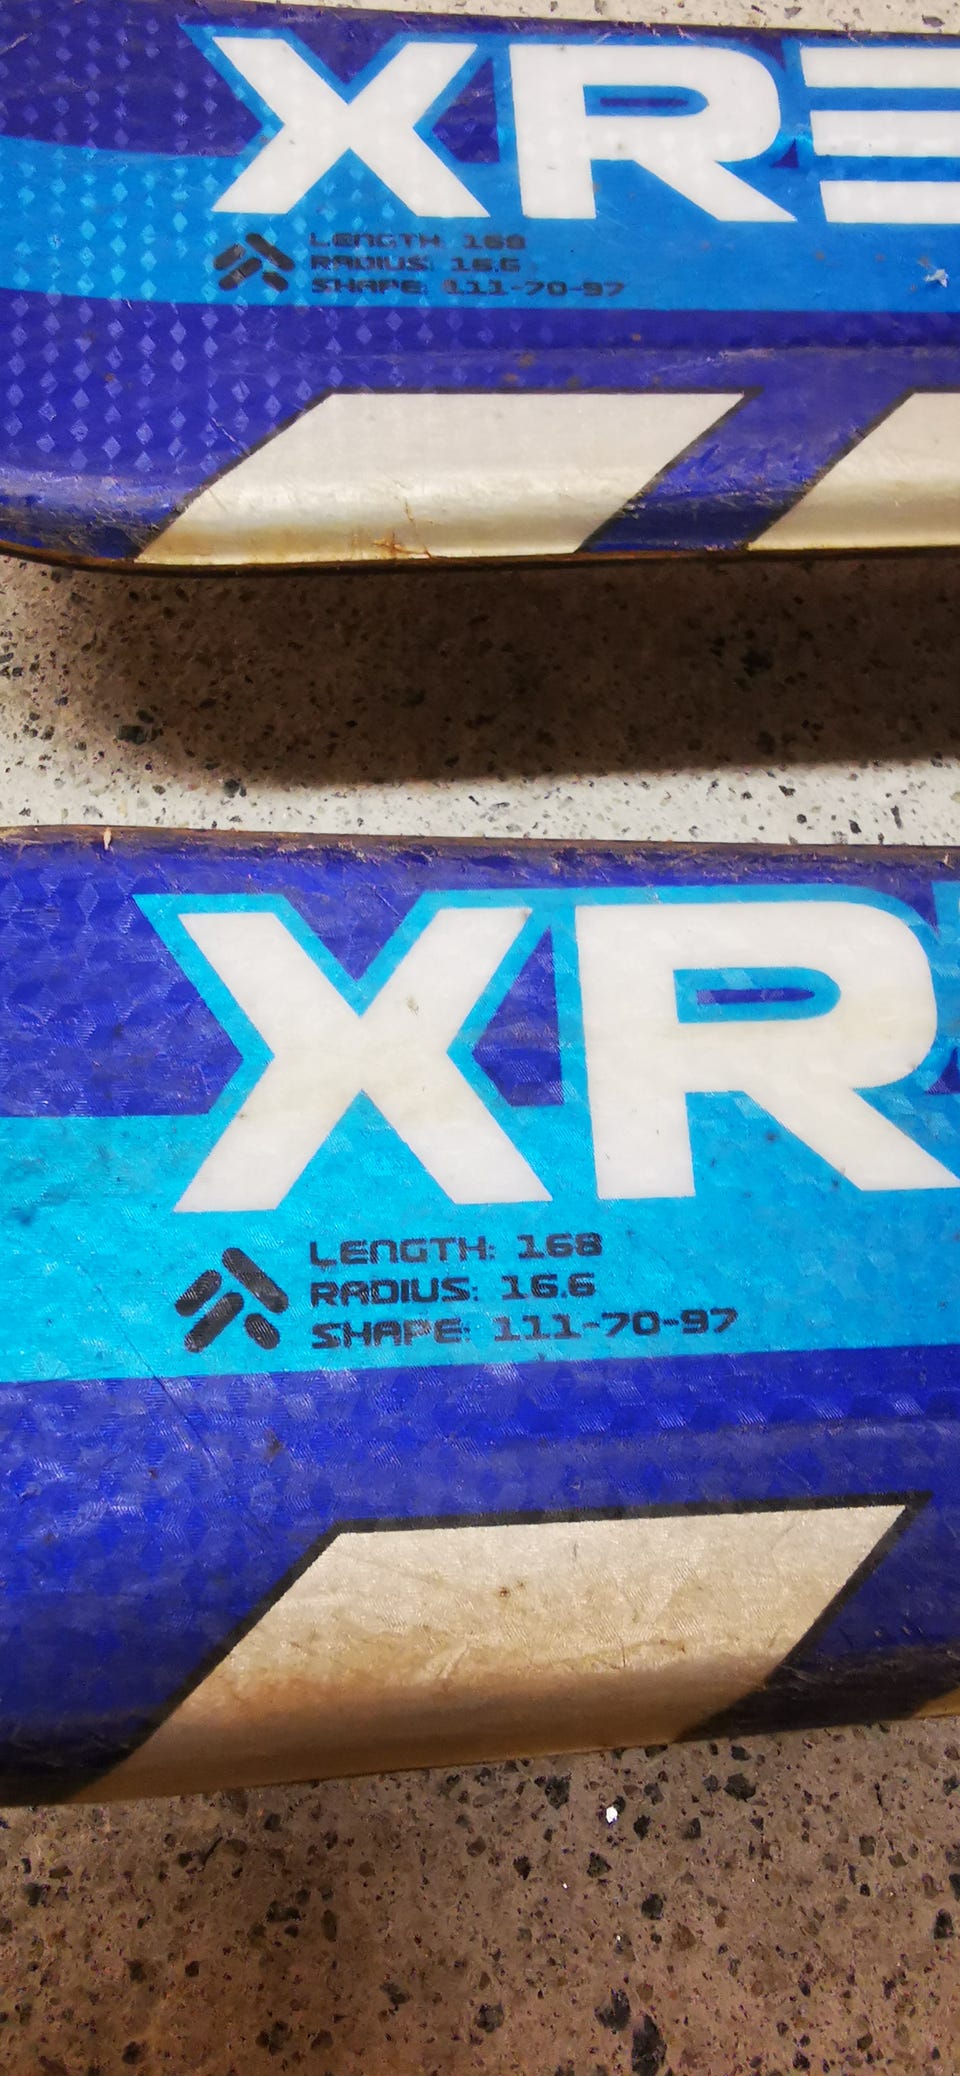 XRE
LENGTH: 168
RADIUS: 16.6
SHAPE: 111-70-97
XR
LENGTH: 168
RADIUS: 16.6
SHAPE: 111-70-97